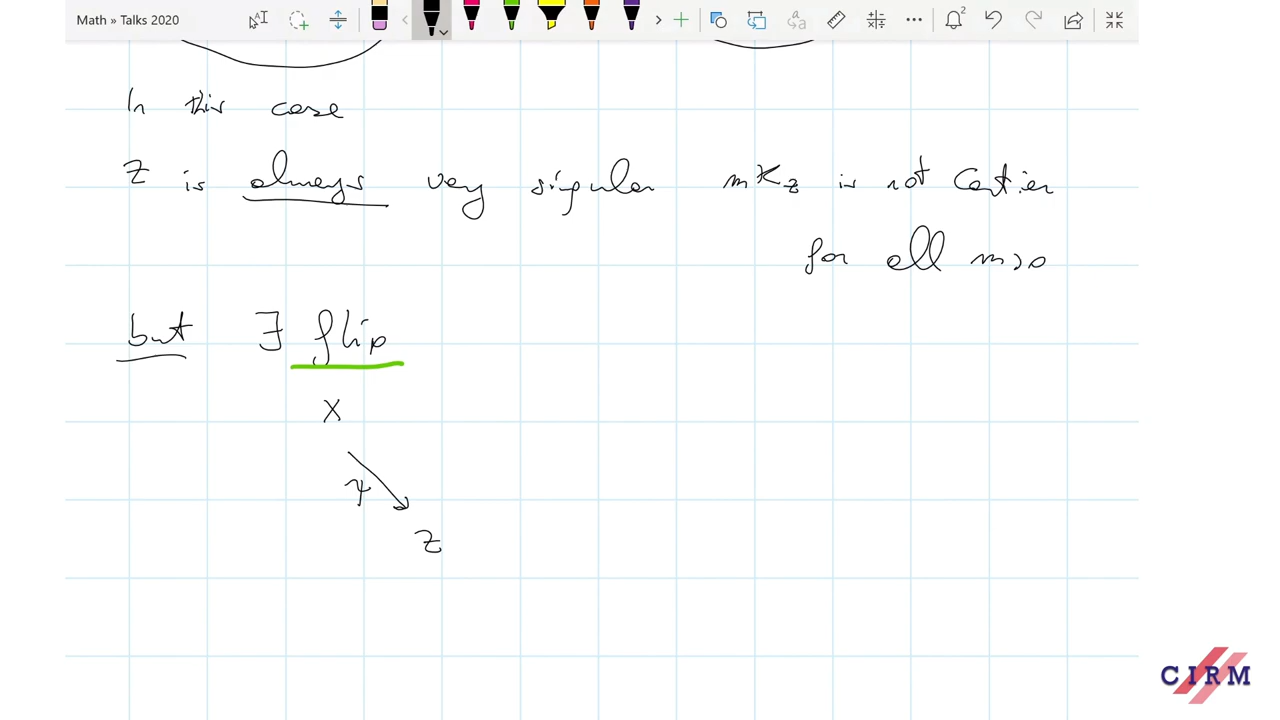 Math » Talks 2020
In this case
Z is always very singular mK_Z is not Cartier
for all m>0
but ∃ flip
X
ψ
Z
CIRM